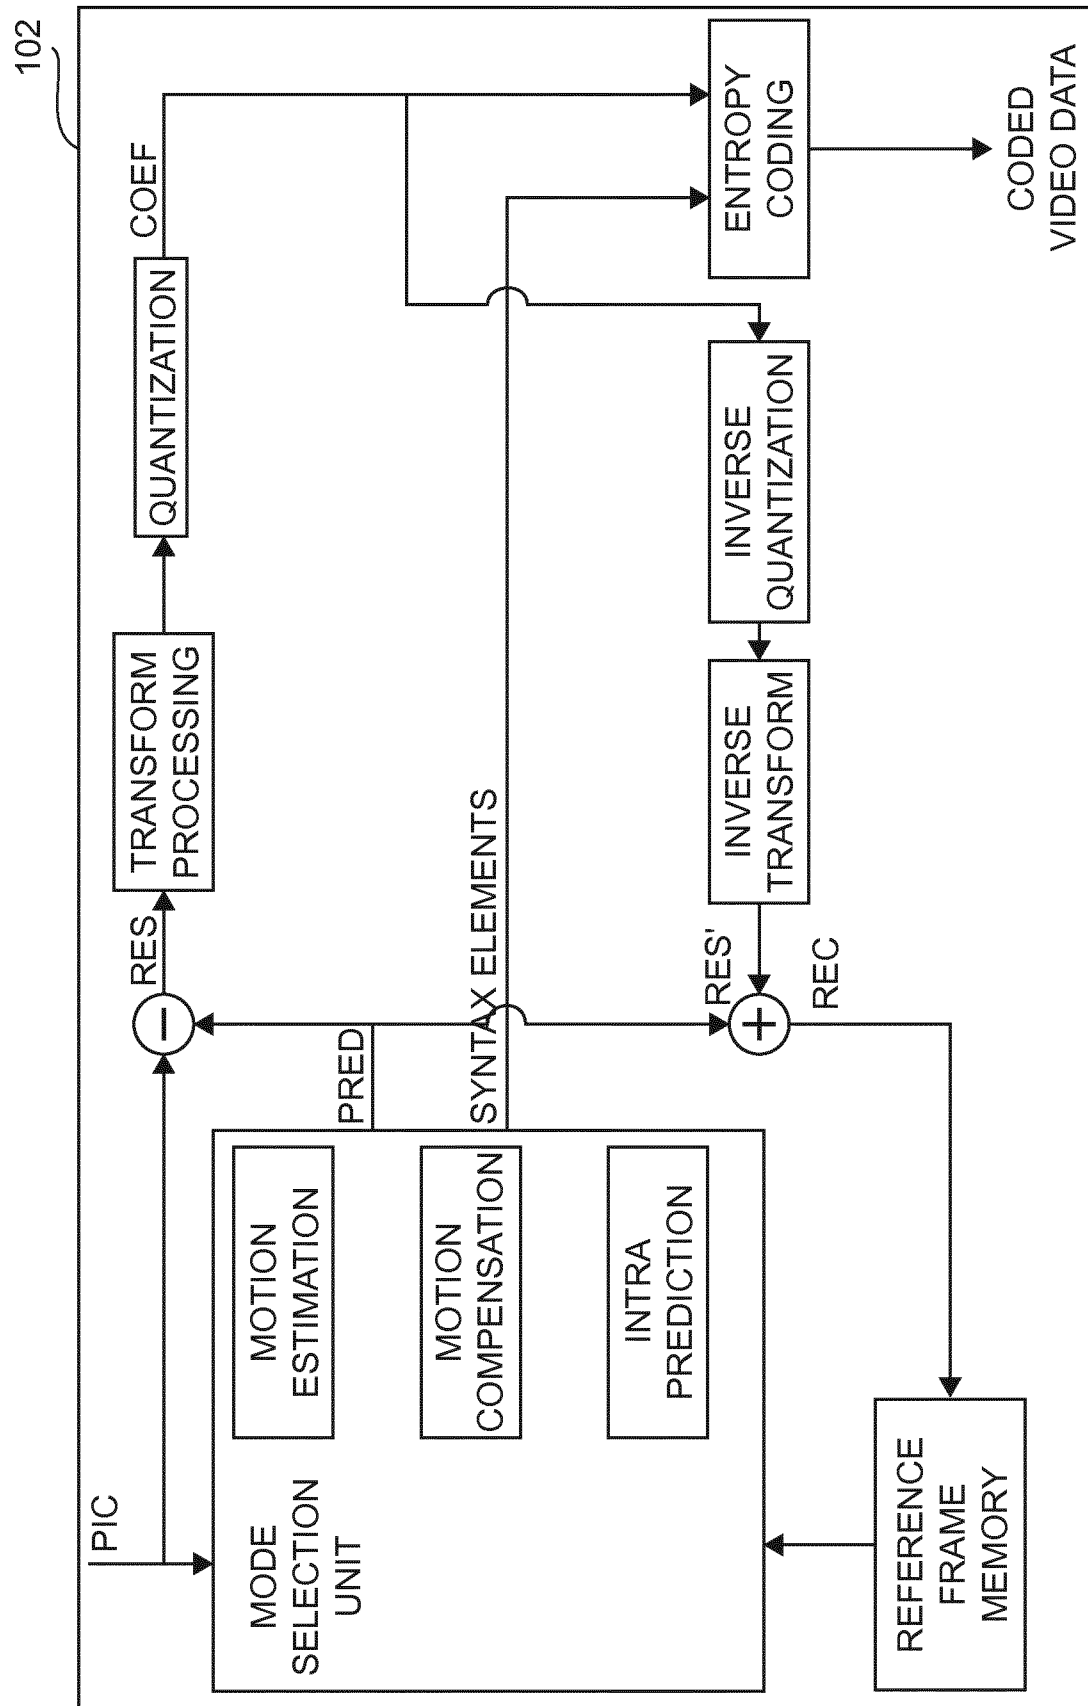 102
PIC
MODE
SELECTION
UNIT
MOTION
ESTIMATION
MOTION
COMPENSATION
INTRA
PREDICTION
REFERENCE
FRAME
MEMORY
PRED
SYNTAX ELEMENTS
RES
TRANSFORM
PROCESSING
QUANTIZATION
COEF
RES'
REC
INVERSE
TRANSFORM
INVERSE
QUANTIZATION
ENTROPY
CODING
CODED
VIDEO DATA